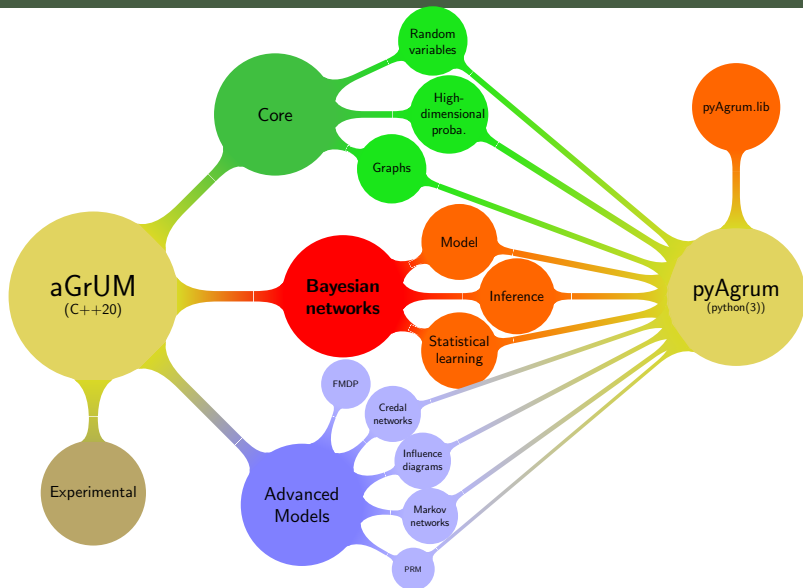 Random
variables
Core
High-
dimensional
proba.
Graphs
pyAgrum.lib
aGrUM
(C++20)
Bayesian
networks
Model
Inference
Statistical
learning
pyAgrum
(python(3))
FMDP
Credal
networks
Influence
diagrams
Markov
networks
PRM
Advanced
Models
Experimental